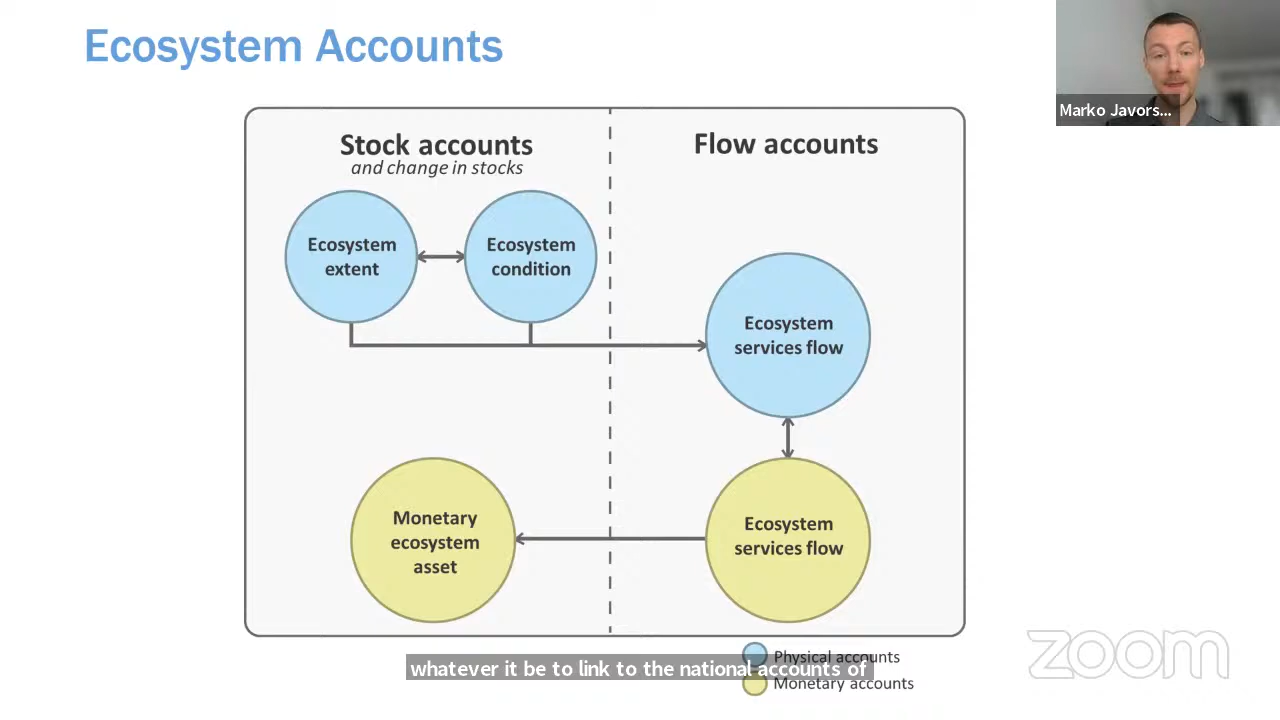 Ecosystem Accounts
Marko Javors...
Stock accounts
and change in stocks
Flow accounts
Ecosystem
extent
Ecosystem
condition
Ecosystem
services flow
Monetary
ecosystem
asset
Ecosystem
services flow
Physical accounts
Monetary accounts
whatever it be to link to the national accounts of
zoom